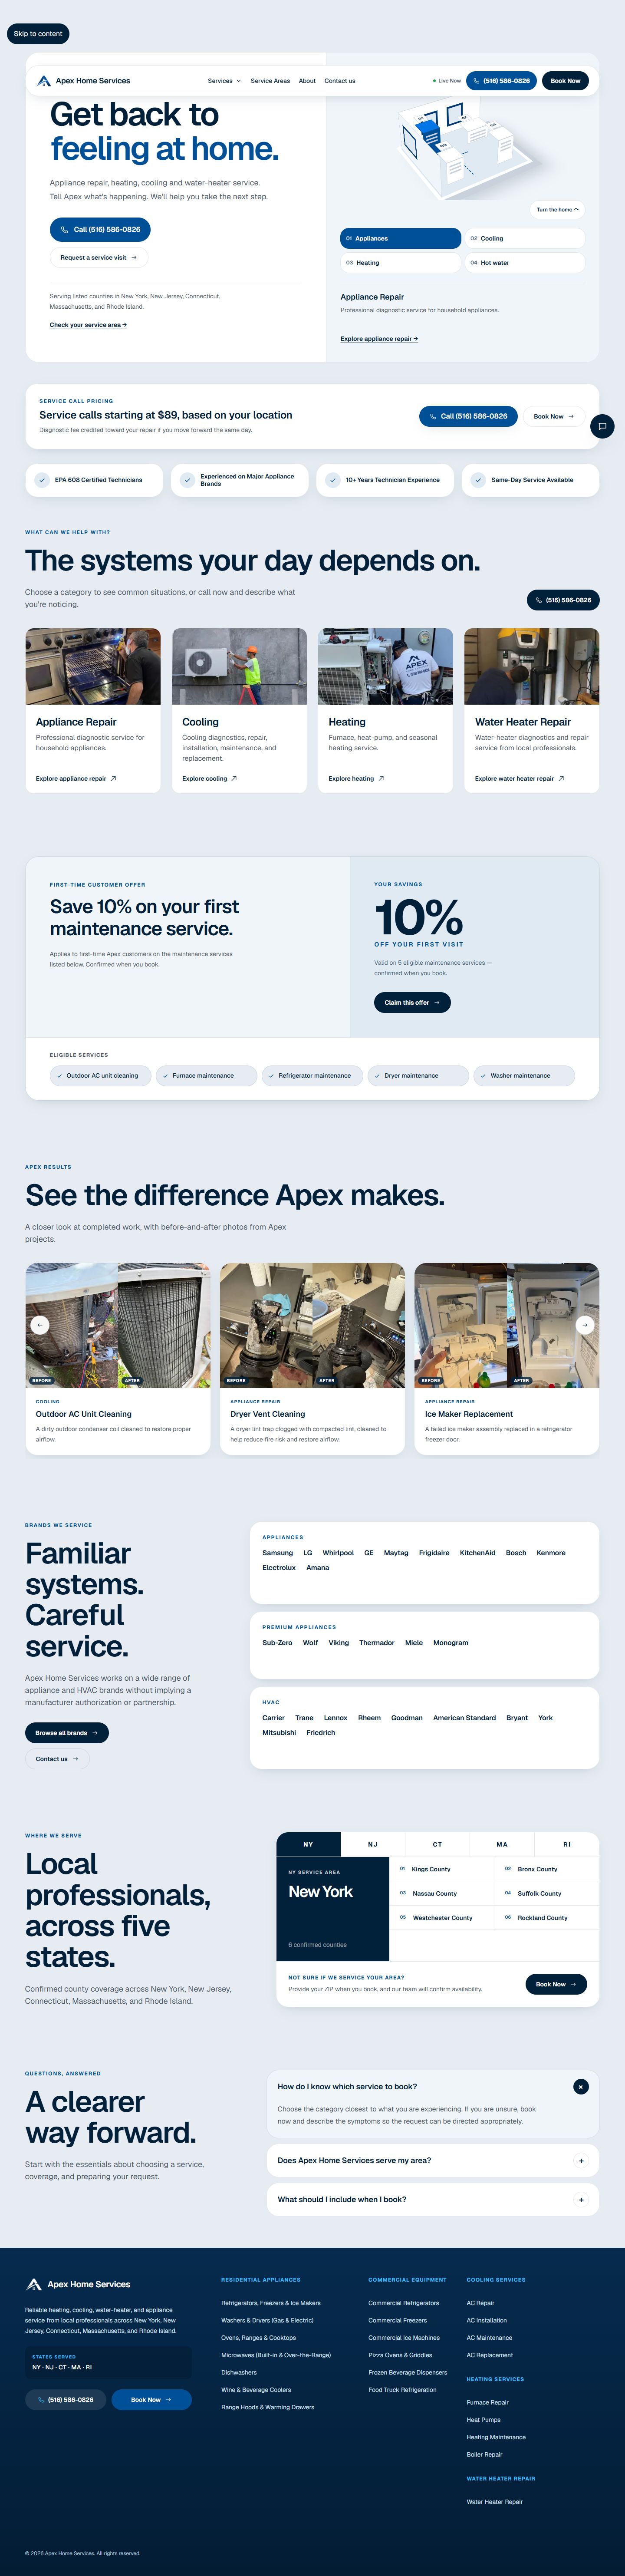 Skip to content
Apex Home Services
Services
Service Areas
About
Contact us
Live Now
(516) 586-0826
Book Now
Get back to
feeling at home.
Appliance repair, heating, cooling and water-heater service.
Tell Apex what's happening. We'll help you take the next step.
Call (516) 586-0826
Request a service visit →
Serving listed counties in New York, New Jersey, Connecticut,
Massachusetts, and Rhode Island.
Check your service area →
Turn the home
01 Appliances
02 Cooling
03 Heating
04 Hot water
Appliance Repair
Professional diagnostic service for household appliances.
Explore appliance repair →
SERVICE CALL PRICING
Service calls starting at $89, based on your location
Diagnostic fee credited toward your repair if you move forward the same day.
Call (516) 586-0826
Book Now →
EPA 608 Certified Technicians
Experienced on Major Appliance
Brands
10+ Years Technician Experience
Same-Day Service Available
WHAT CAN WE HELP WITH?
The systems your day depends on.
Choose a category to see common situations, or call now and describe what
you're noticing.
(516) 586-0826
APEX
Appliance Repair
Professional diagnostic service for
household appliances.
Explore appliance repair ↗
Cooling
Cooling diagnostics, repair,
installation, maintenance, and
replacement.
Explore cooling ↗
Heating
Furnace, heat-pump, and seasonal
heating service.
Explore heating ↗
Water Heater Repair
Water-heater diagnostics and repair
service from local professionals.
Explore water heater repair ↗
FIRST-TIME CUSTOMER OFFER
Save 10% on your first
maintenance service.
Applies to first-time Apex customers on the maintenance services
listed below. Confirmed when you book.
YOUR SAVINGS
10%
OFF YOUR FIRST VISIT
Valid on 5 eligible maintenance services —
confirmed when you book.
Claim this offer →
ELIGIBLE SERVICES
Outdoor AC unit cleaning
Furnace maintenance
Refrigerator maintenance
Dryer maintenance
Washer maintenance
APEX RESULTS
See the difference Apex makes.
A closer look at completed work, with before-and-after photos from Apex
projects.
BEFORE
AFTER
BEFORE
AFTER
BEFORE
AFTER
COOLING
Outdoor AC Unit Cleaning
A dirty outdoor condenser coil cleaned to restore proper
airflow.
APPLIANCE REPAIR
Dryer Vent Cleaning
A dryer lint trap clogged with compacted lint, cleaned to
help reduce fire risk and restore airflow.
APPLIANCE REPAIR
Ice Maker Replacement
A failed ice maker assembly replaced in a refrigerator
freezer door.
BRANDS WE SERVICE
Familiar
systems.
Careful
service.
Apex Home Services works on a wide range of
appliance and HVAC brands without implying a
manufacturer authorization or partnership.
Browse all brands →
Contact us →
APPLIANCES
Samsung LG Whirlpool GE Maytag Frigidaire KitchenAid Bosch Kenmore
Electrolux Amana
PREMIUM APPLIANCES
Sub-Zero Wolf Viking Thermador Miele Monogram
HVAC
Carrier Trane Lennox Rheem Goodman American Standard Bryant York
Mitsubishi Friedrich
WHERE WE SERVE
Local
professionals,
across five
states.
Confirmed county coverage across New York, New Jersey,
Connecticut, Massachusetts, and Rhode Island.
NY NJ CT MA RI
NY SERVICE AREA
New York
6 confirmed counties
01 Kings County
02 Bronx County
03 Nassau County
04 Suffolk County
05 Westchester County
06 Rockland County
NOT SURE IF WE SERVICE YOUR AREA?
Provide your ZIP when you book, and our team will confirm availability.
Book Now →
QUESTIONS, ANSWERED
A clearer
way forward.
Start with the essentials about choosing a service,
coverage, and preparing your request.
How do I know which service to book?
Choose the category closest to what you are experiencing. If you are unsure, book
now and describe the symptoms so the request can be directed appropriately.
Does Apex Home Services serve my area? +
What should I include when I book? +
Apex Home Services
Reliable heating, cooling, water-heater, and appliance
service from local professionals across New York, New
Jersey, Connecticut, Massachusetts, and Rhode Island.
STATES SERVED
NY · NJ · CT · MA · RI
(516) 586-0826
Book Now →
RESIDENTIAL APPLIANCES
Refrigerators, Freezers & Ice Makers
Washers & Dryers (Gas & Electric)
Ovens, Ranges & Cooktops
Microwaves (Built-in & Over-the-Range)
Dishwashers
Wine & Beverage Coolers
Range Hoods & Warming Drawers
COMMERCIAL EQUIPMENT
Commercial Refrigerators
Commercial Freezers
Commercial Ice Machines
Pizza Ovens & Griddles
Frozen Beverage Dispensers
Food Truck Refrigeration
COOLING SERVICES
AC Repair
AC Installation
AC Maintenance
AC Replacement
HEATING SERVICES
Furnace Repair
Heat Pumps
Heating Maintenance
Boiler Repair
WATER HEATER REPAIR
Water Heater Repair
© 2026 Apex Home Services. All rights reserved.